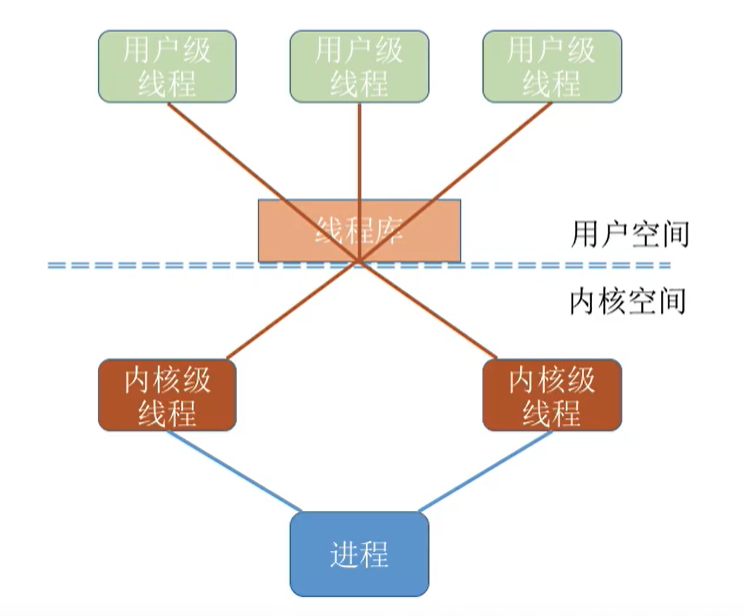 用户级
线程
用户级
线程
用户级
线程
线程库
用户空间
内核空间
内核级
线程
内核级
线程
进程